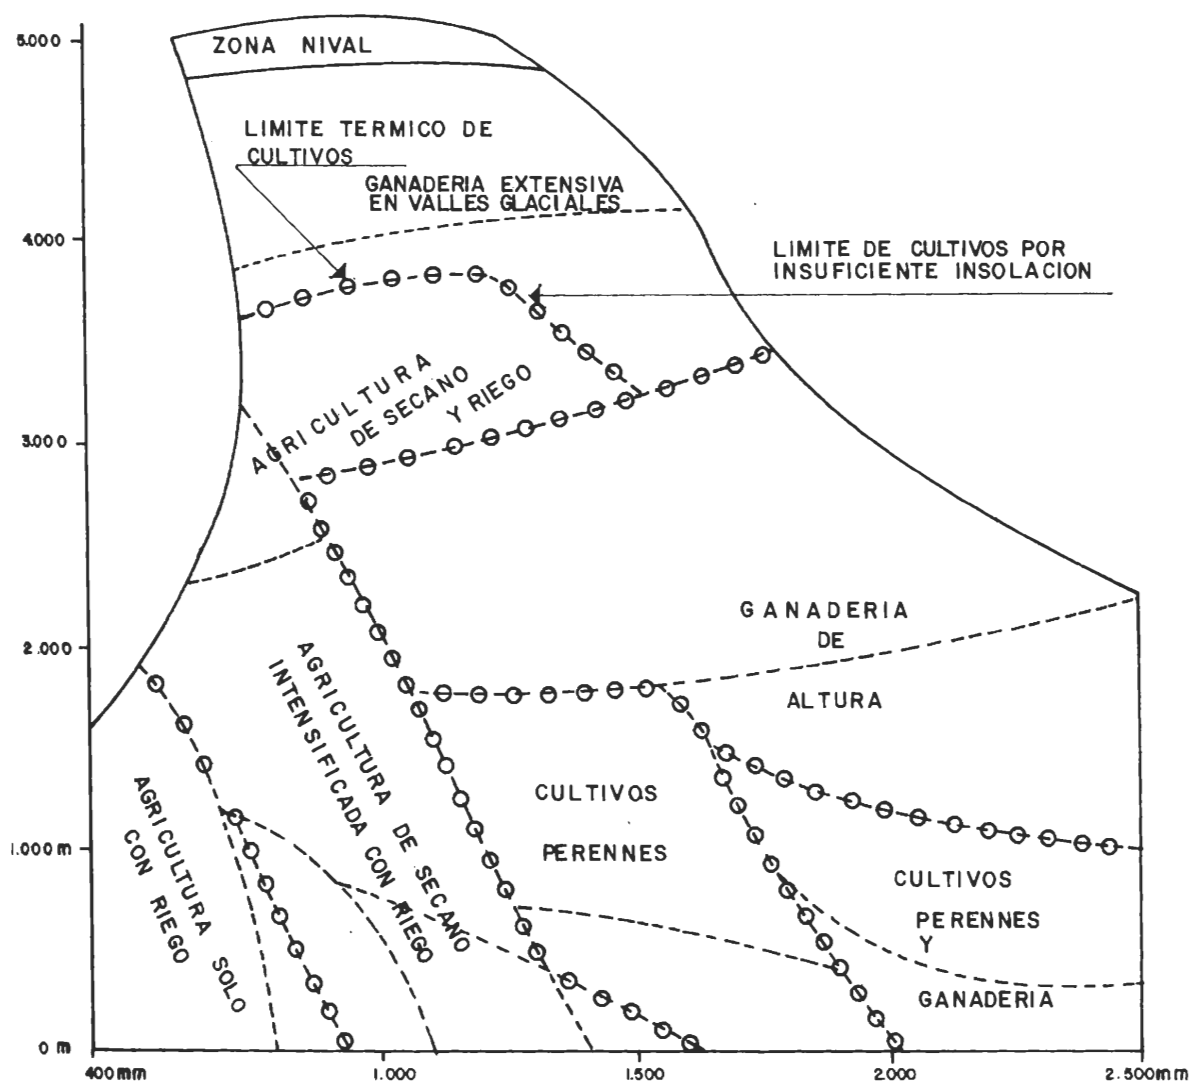 5.000
ZONA NIVAL
LIMITE TERMICO DE
CULTIVOS
GANADERIA EXTENSIVA
EN VALLES GLACIALES
4000
LIMITE DE CULTIVOS POR
INSUFICIENTE INSOLACION
AGRICULTURA
DE SECANO
Y RIEGO
3.000
2.000
GANADERIA
DE
ALTURA
AGRICULTURA DE SECANO
INTENSIFICADA CON RIEGO
AGRICULTURA SOLO
CON RIEGO
CULTIVOS
PERENNES
1.000 m
CULTIVOS
PERENNES
Y
GANADERIA
0 m
400mm
1.000
1.500
2.000
2.500mm